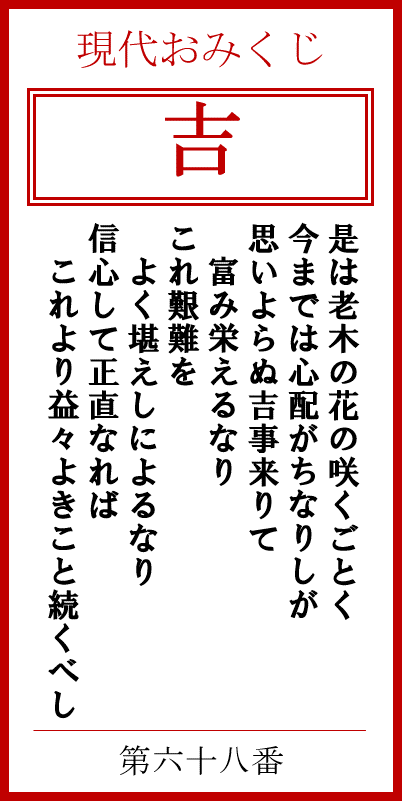 現代おみくじ
吉
是は老木の花の咲くごとく
今までは心配がちなりしが
思いよらぬ吉事来りて
富み栄えるなり
これ艱難を
よく堪えしによるなり
信心して正直なれば
これより益々よきこと続くべし
第六十八番